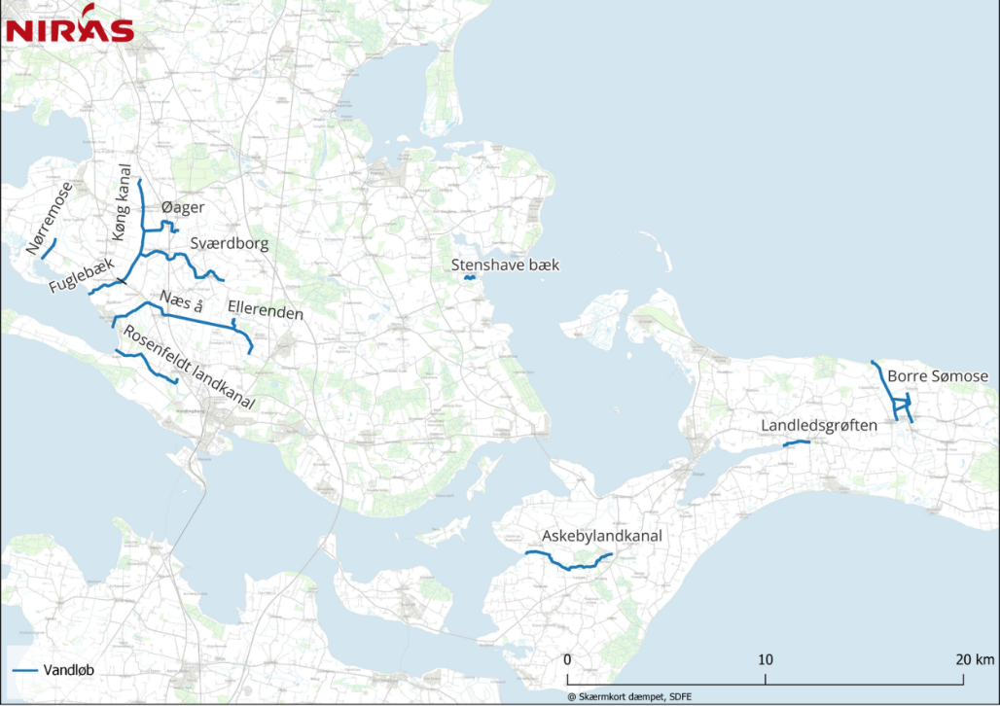 NIRÁS
Køng kanal
Øager
Nørremose
Sværdborg
Fuglebæk
Stenshave bæk
Næs å
Ellerenden
Rosenfeldt landkanal
Borre Sømose
Landledsgrøften
Askebylandkanal
Vandløb
0 10 20 km
@ Skærmkort dæmpet, SDFE